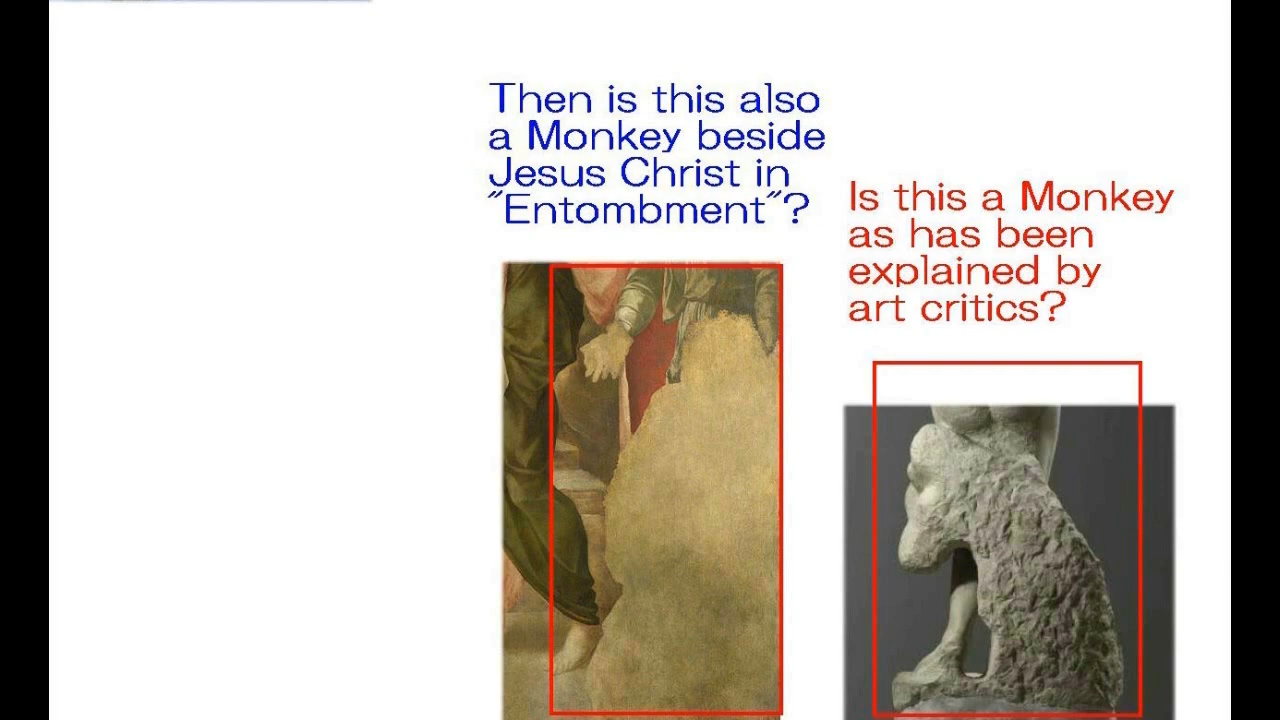 Then is this also
a Monkey beside
Jesus Christ in
"Entombment"?
Is this a Monkey
as has been
explained by
art critics?